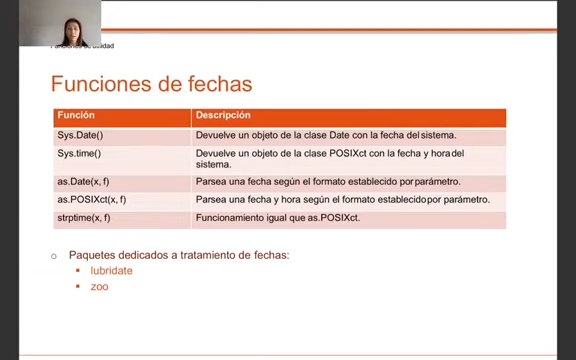 Funciones de utilidad
Funciones de fechas
Función Descripción
Sys.Date() Devuelve un objeto de la clase Date con la fecha del sistema.
Sys.time() Devuelve un objeto de la clase POSIXct con la fecha y hora del
sistema.
as.Date(x, f) Parsea una fecha según el formato establecido por parámetro.
as.POSIXct(x, f) Parsea una fecha y hora según el formato establecido por parámetro.
strptime(x, f) Funcionamiento igual que as.POSIXct.
Paquetes dedicados a tratamiento de fechas:
lubridate
zoo